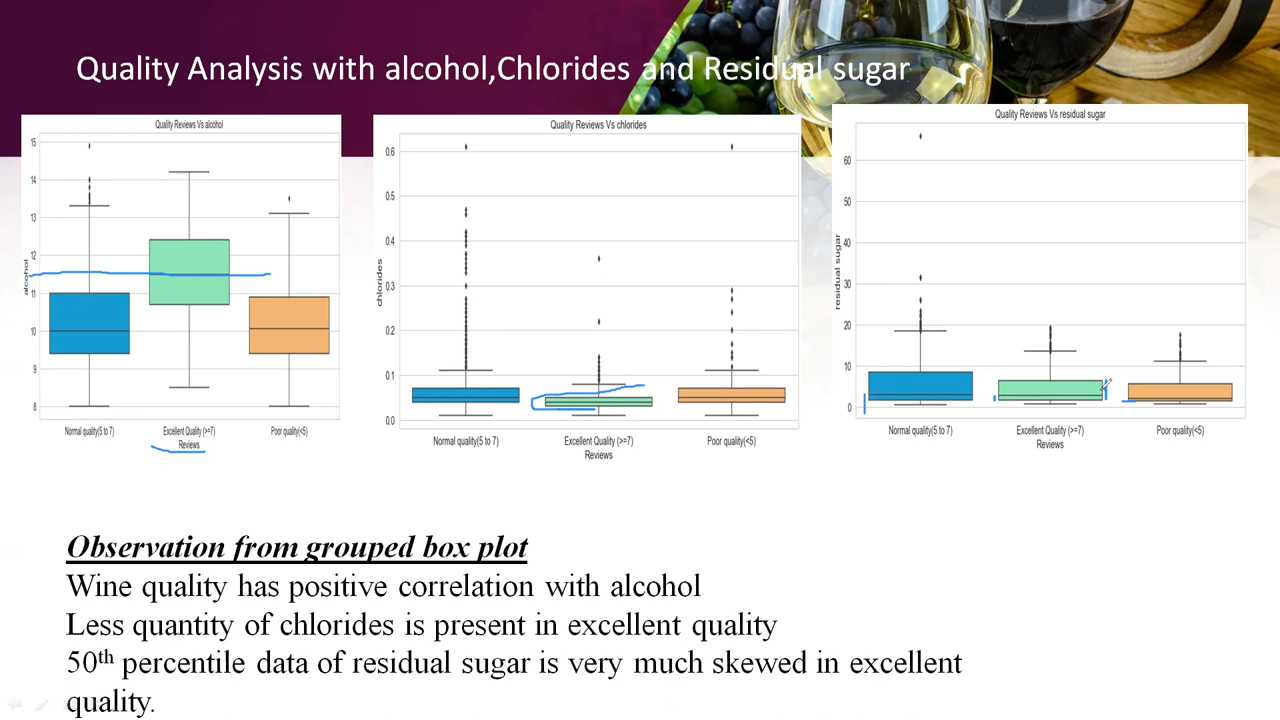 Quality Analysis with alcohol,Chlorides and Residual sugar
Quality Reviews Vs alcohol
15
14
13
12
11
10
9
8
alcohol
Normal quality(5 to 7) Excellent Quality (>=7) Poor quality(<5)
Reviews
Quality Reviews Vs chlorides
0.6
0.5
0.4
0.3
0.2
0.1
0.0
chlorides
Normal quality(5 to 7) Excellent Quality (>=7) Poor quality(<5)
Reviews
Quality Reviews Vs residual sugar
60
50
40
30
20
10
0
residual sugar
Normal quality(5 to 7) Excellent Quality (>=7) Poor quality(<5)
Reviews
Observation from grouped box plot
Wine quality has positive correlation with alcohol
Less quantity of chlorides is present in excellent quality
50th percentile data of residual sugar is very much skewed in excellent
quality.